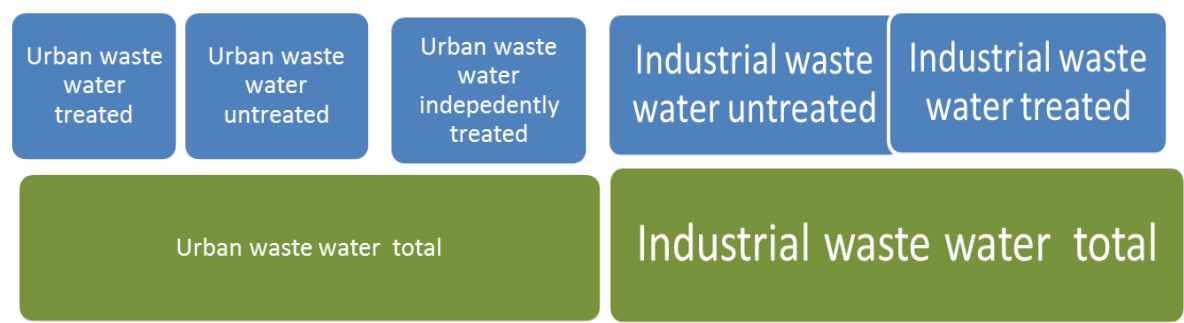 Urban waste
water
treated
Urban waste
water
untreated
Urban waste
water
indepedently
treated
Industrial waste
water untreated
Industrial waste
water treated
Urban waste water total
Industrial waste water total